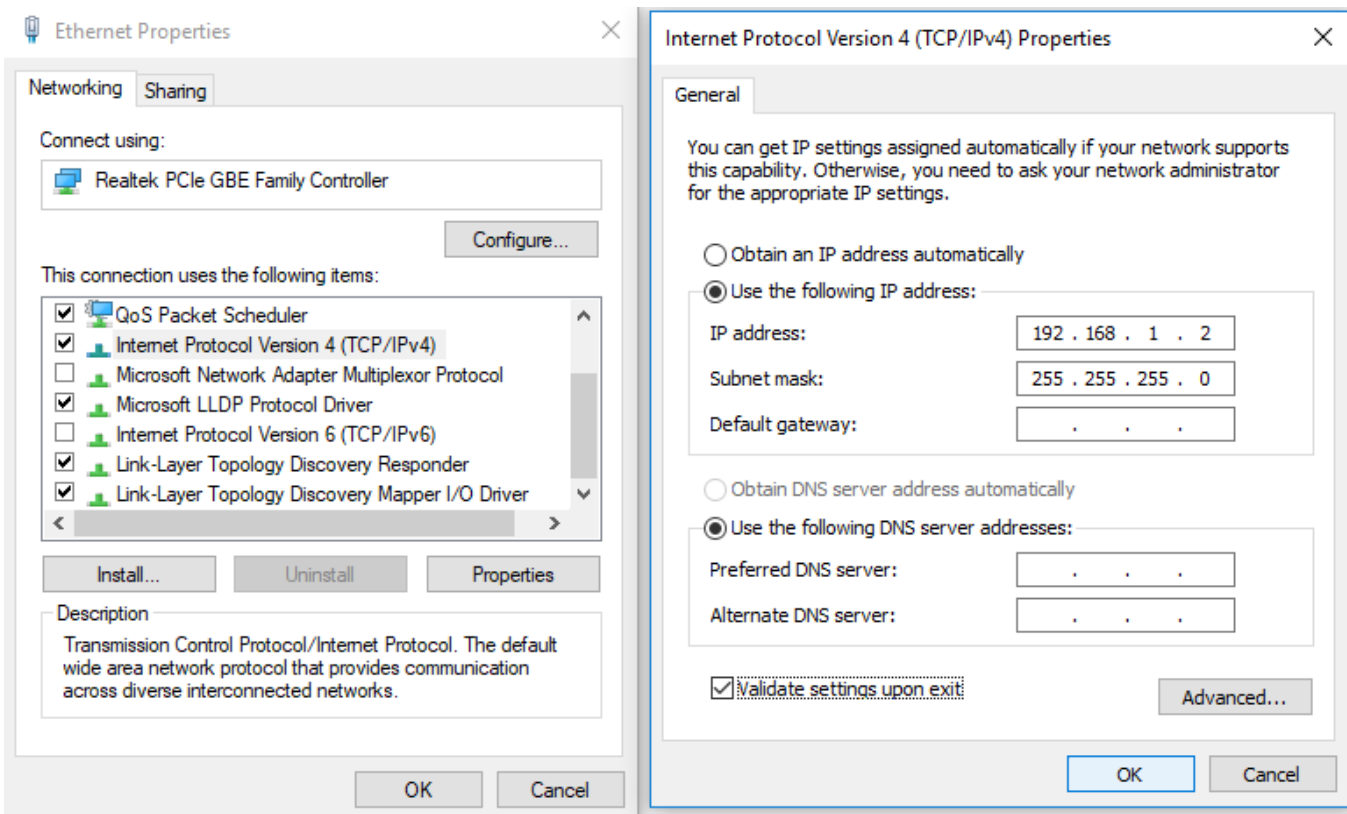 Ethernet Properties
Networking
Sharing
Connect using:
Realtek PCIe GBE Family Controller
Configure...
This connection uses the following items:
QoS Packet Scheduler
Internet Protocol Version 4 (TCP/IPv4)
Microsoft Network Adapter Multiplexor Protocol
Microsoft LLDP Protocol Driver
Internet Protocol Version 6 (TCP/IPv6)
Link-Layer Topology Discovery Responder
Link-Layer Topology Discovery Mapper I/O Driver
Install...
Uninstall
Properties
Description
Transmission Control Protocol/Internet Protocol. The default
wide area network protocol that provides communication
across diverse interconnected networks.
OK
Cancel
Internet Protocol Version 4 (TCP/IPv4) Properties
General
You can get IP settings assigned automatically if your network supports
this capability. Otherwise, you need to ask your network administrator
for the appropriate IP settings.
Obtain an IP address automatically
Use the following IP address:
IP address: 192 . 168 . 1 . 2
Subnet mask: 255 . 255 . 255 . 0
Default gateway: . . .
Obtain DNS server address automatically
Use the following DNS server addresses:
Preferred DNS server: . . .
Alternate DNS server: . . .
Validate settings upon exit
Advanced...
OK
Cancel